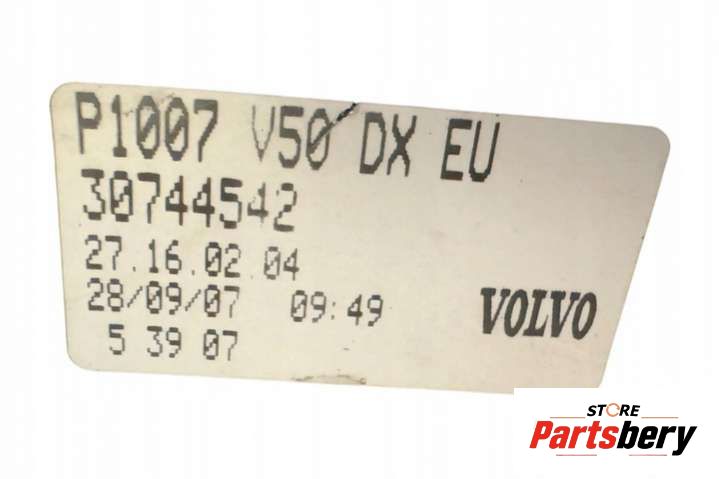 P1007 V50 DX EU
30744542
27.16.02.04
28/09/07 09:49
VOLVO
5 39 07
STORE
Partsbery